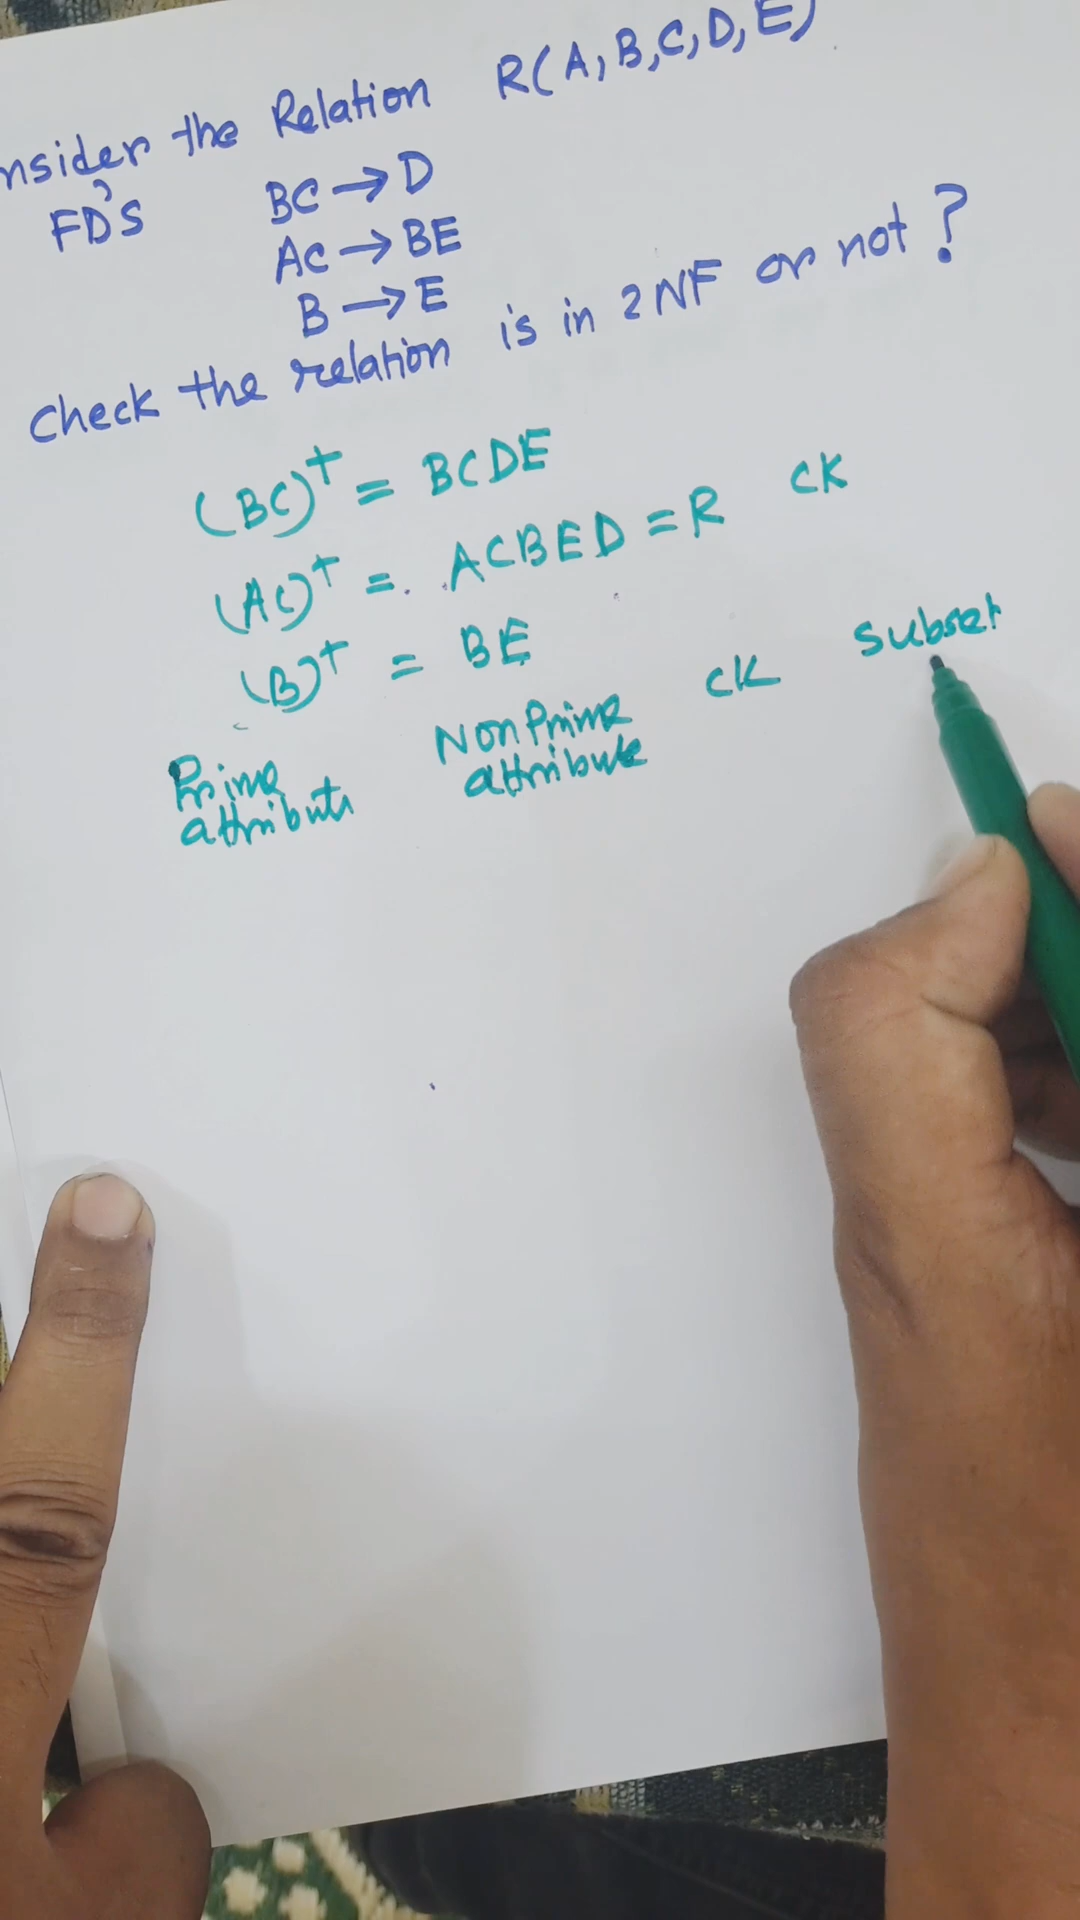 nsider the Relation R(A,B,C,D,E)
FD'S BC→D
AC→BE
B→E
Check the relation is in 2NF or not?
(BC)+ = BCDE
(AC)+ = ACBED = R CK
(B)+ = BE
Prime attribute
Non Prime attribute
CK
Subset